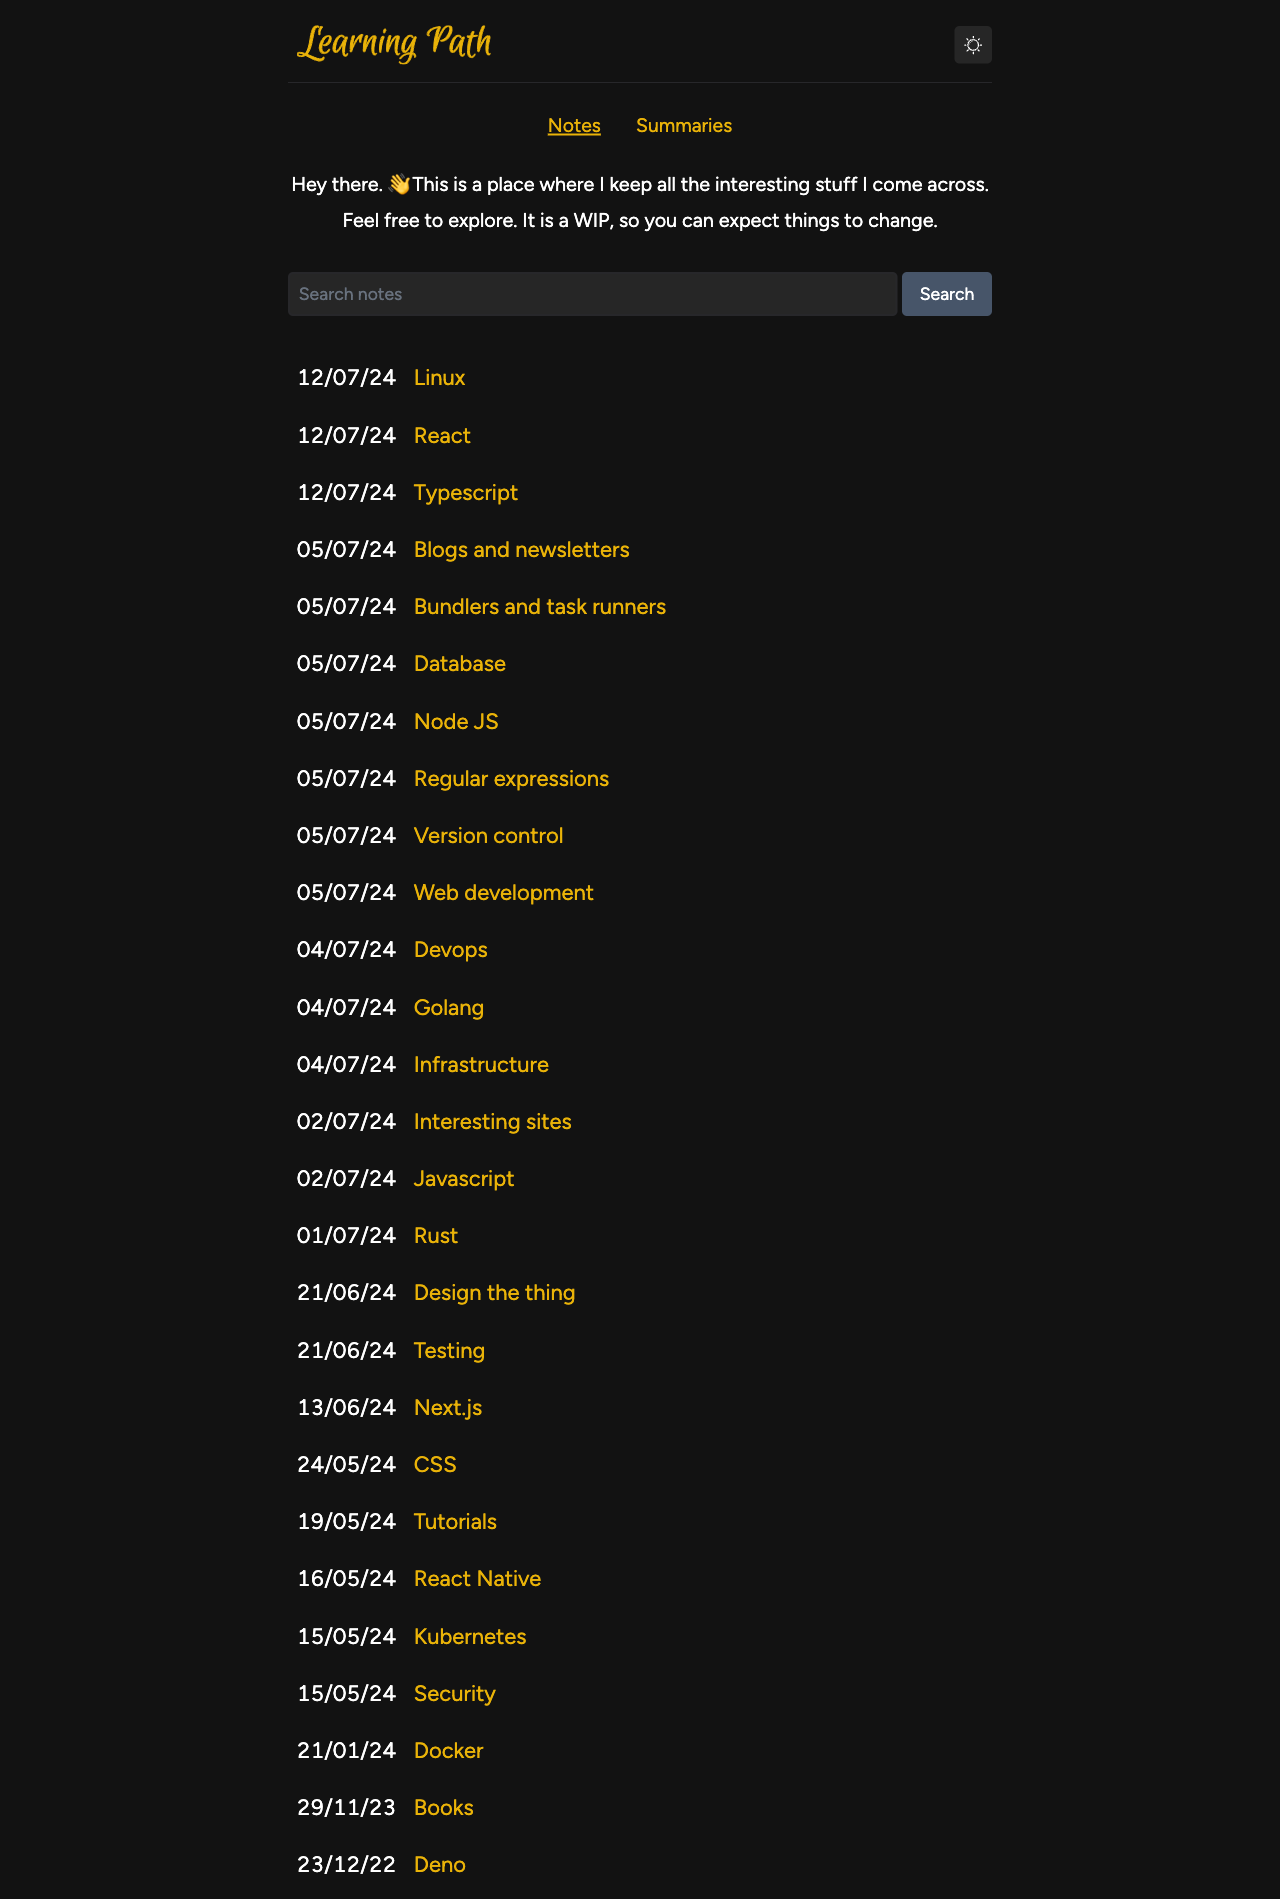 Learning Path
Notes Summaries
Hey there. 👋This is a place where I keep all the interesting stuff I come across.
Feel free to explore. It is a WIP, so you can expect things to change.
Search notes Search
12/07/24 Linux
12/07/24 React
12/07/24 Typescript
05/07/24 Blogs and newsletters
05/07/24 Bundlers and task runners
05/07/24 Database
05/07/24 Node JS
05/07/24 Regular expressions
05/07/24 Version control
05/07/24 Web development
04/07/24 Devops
04/07/24 Golang
04/07/24 Infrastructure
02/07/24 Interesting sites
02/07/24 Javascript
01/07/24 Rust
21/06/24 Design the thing
21/06/24 Testing
13/06/24 Next.js
24/05/24 CSS
19/05/24 Tutorials
16/05/24 React Native
15/05/24 Kubernetes
15/05/24 Security
21/01/24 Docker
29/11/23 Books
23/12/22 Deno